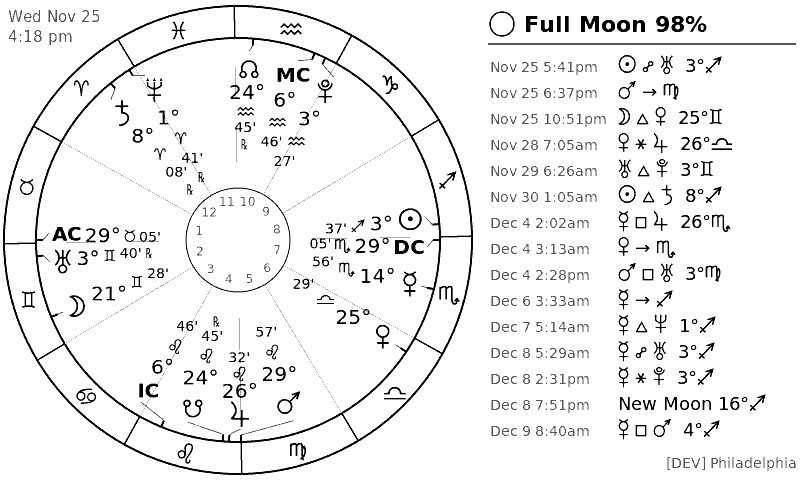 Wed Nov 25
4:18 pm
Full Moon 98%
Nov 25 5:41pm ☉ ☍ ♅ 3°♐
Nov 25 6:37pm ♂ → ♍
Nov 25 10:51pm ☽ △ ♀ 25°♊
Nov 28 7:05am ♀ ⚹ ♃ 26°♎
Nov 29 6:26am ♅ △ ♇ 3°♊
Nov 30 1:05am ☉ △ ♄ 8°♐
Dec 4 2:02am ☿ □ ♃ 26°♏
Dec 4 3:13am ♀ → ♏
Dec 4 2:28pm ♂ □ ♅ 3°♍
Dec 6 3:33am ☿ → ♐
Dec 7 5:14am ☿ △ ♆ 1°♐
Dec 8 5:29am ☿ ☍ ♅ 3°♐
Dec 8 2:31pm ☿ ⚹ ♇ 3°♐
Dec 8 7:51pm New Moon 16°♐
Dec 9 8:40am ☿ □ ♂ 4°♐
[DEV] Philadelphia
♓ ♒ ♑ ♐ ♏ ♎ ♍ ♌ ♋ ♊ ♉ ♈
☊ 24° ♒ 45' ℞
MC 6° ♒ 46'
♇ 3° ♒ 27'
♆ 1° ♈ 41' ℞
♄ 8° ♈ 08' ℞
AC 29° ♉ 05'
♅ 3° ♊ 40' ℞
☽ 21° ♊ 28'
37' ♐ 3° ☉
05' ♏ 29° DC
56' ♏ 14° ☿
29' ♎ 25° ♀
IC 6° ♌ 46'
☋ 24° ♌ 45' ℞
♃ 26° ♌ 32'
♂ 29° ♌ 57'
1 2 3 4 5 6 7 8 9 10 11 12